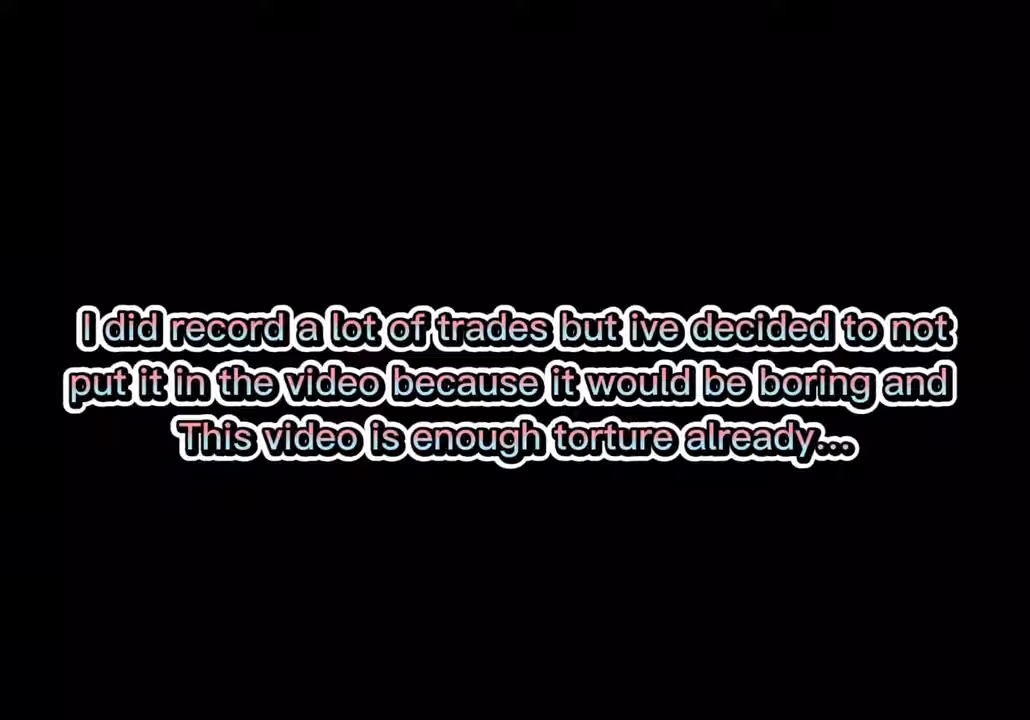 I did record a lot of trades but ive decided to not
put it in the video because it would be boring and
This video is enough torture already...